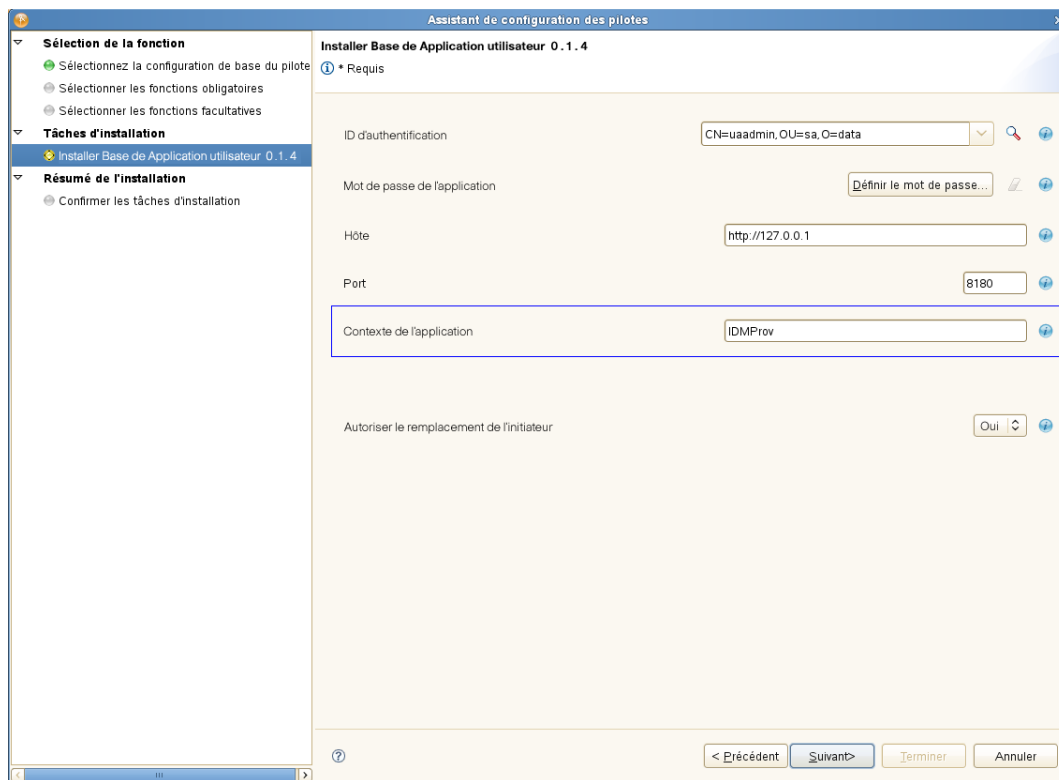 Assistant de configuration des pilotes
Sélection de la fonction
Sélectionnez la configuration de base du pilote
Sélectionner les fonctions obligatoires
Sélectionner les fonctions facultatives
Tâches d'installation
Installer Base de Application utilisateur 0.1.4
Résumé de l'installation
Confirmer les tâches d'installation
Installer Base de Application utilisateur 0.1.4
* Requis
ID d'authentification
CN=uaadmin,OU=sa,O=data
Mot de passe de l'application
Définir le mot de passe...
Hôte
http://127.0.0.1
Port
8180
Contexte de l'application
IDMProv
Autoriser le remplacement de l'initiateur
Oui
< Précédent
Suivant>
Terminer
Annuler